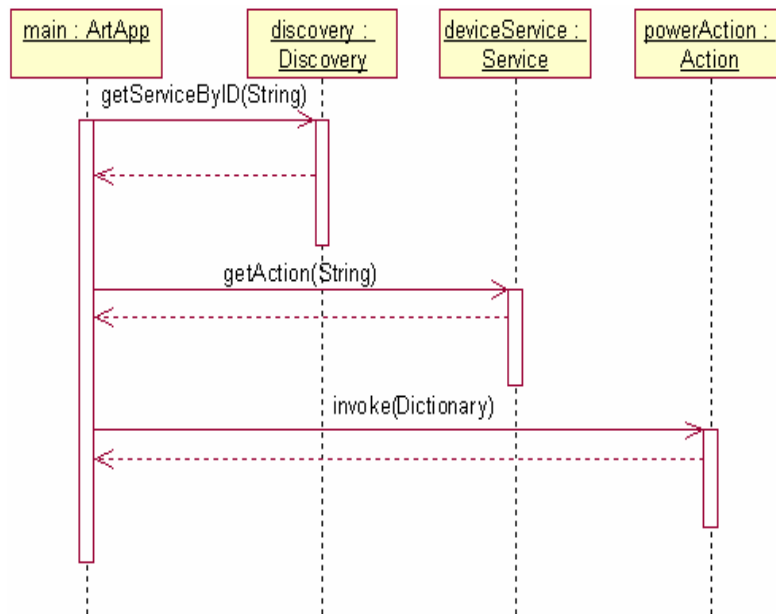 main : ArtApp
discovery :
Discovery
deviceService :
Service
powerAction :
Action
getServiceByID(String)
getAction(String)
invoke(Dictionary)